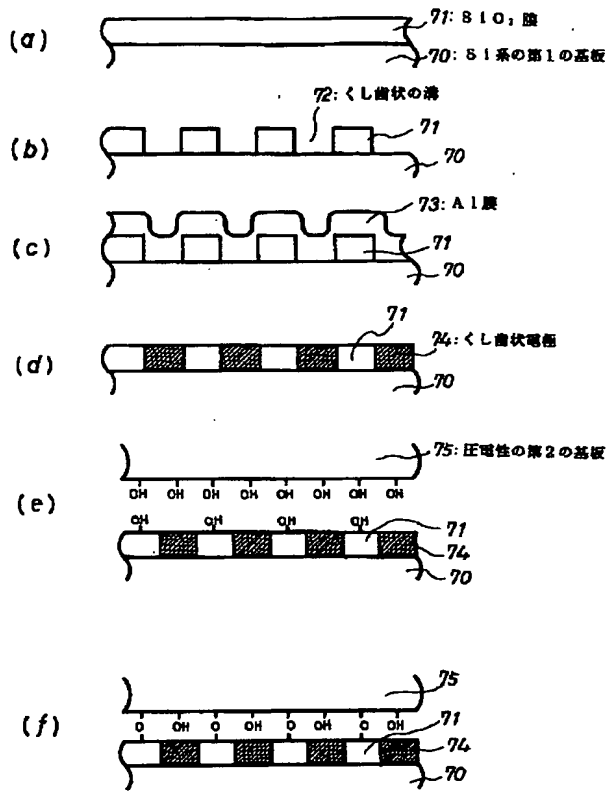 (a)
71: SiO₂膜
70: Si系の第1の基板
(b)
72: くし歯状の溝
71
70
(c)
73: Al膜
71
70
(d)
71
74: くし歯状電極
70
(e)
75: 圧電性の第2の基板
OH OH OH OH OH OH OH OH
OH OH OH OH
71
74
70
(f)
75
O OH O OH O OH O OH
71
74
70